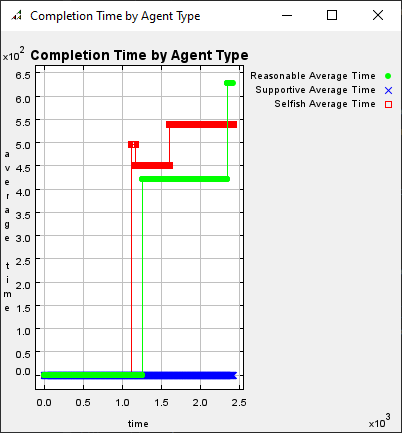 Completion Time by Agent Type
x10²
Completion Time by Agent Type
Reasonable Average Time
Supportive Average Time
Selfish Average Time
6.5
6.0
5.5
5.0
4.5
4.0
3.5
3.0
2.5
2.0
1.5
1.0
0.5
0.0
average time
0.0 0.5 1.0 1.5 2.0 2.5
time
x10³